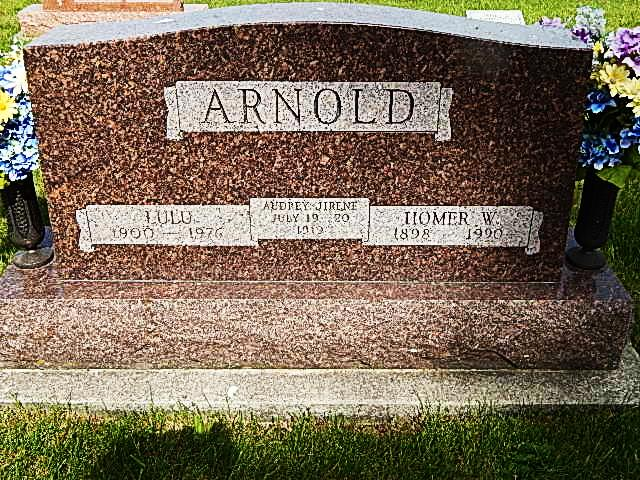 ARNOLD
LULU
1900 — 1976
AUDREY JIRENE
JULY 19 - 20
1919
HOMER W.
1898 — 1990